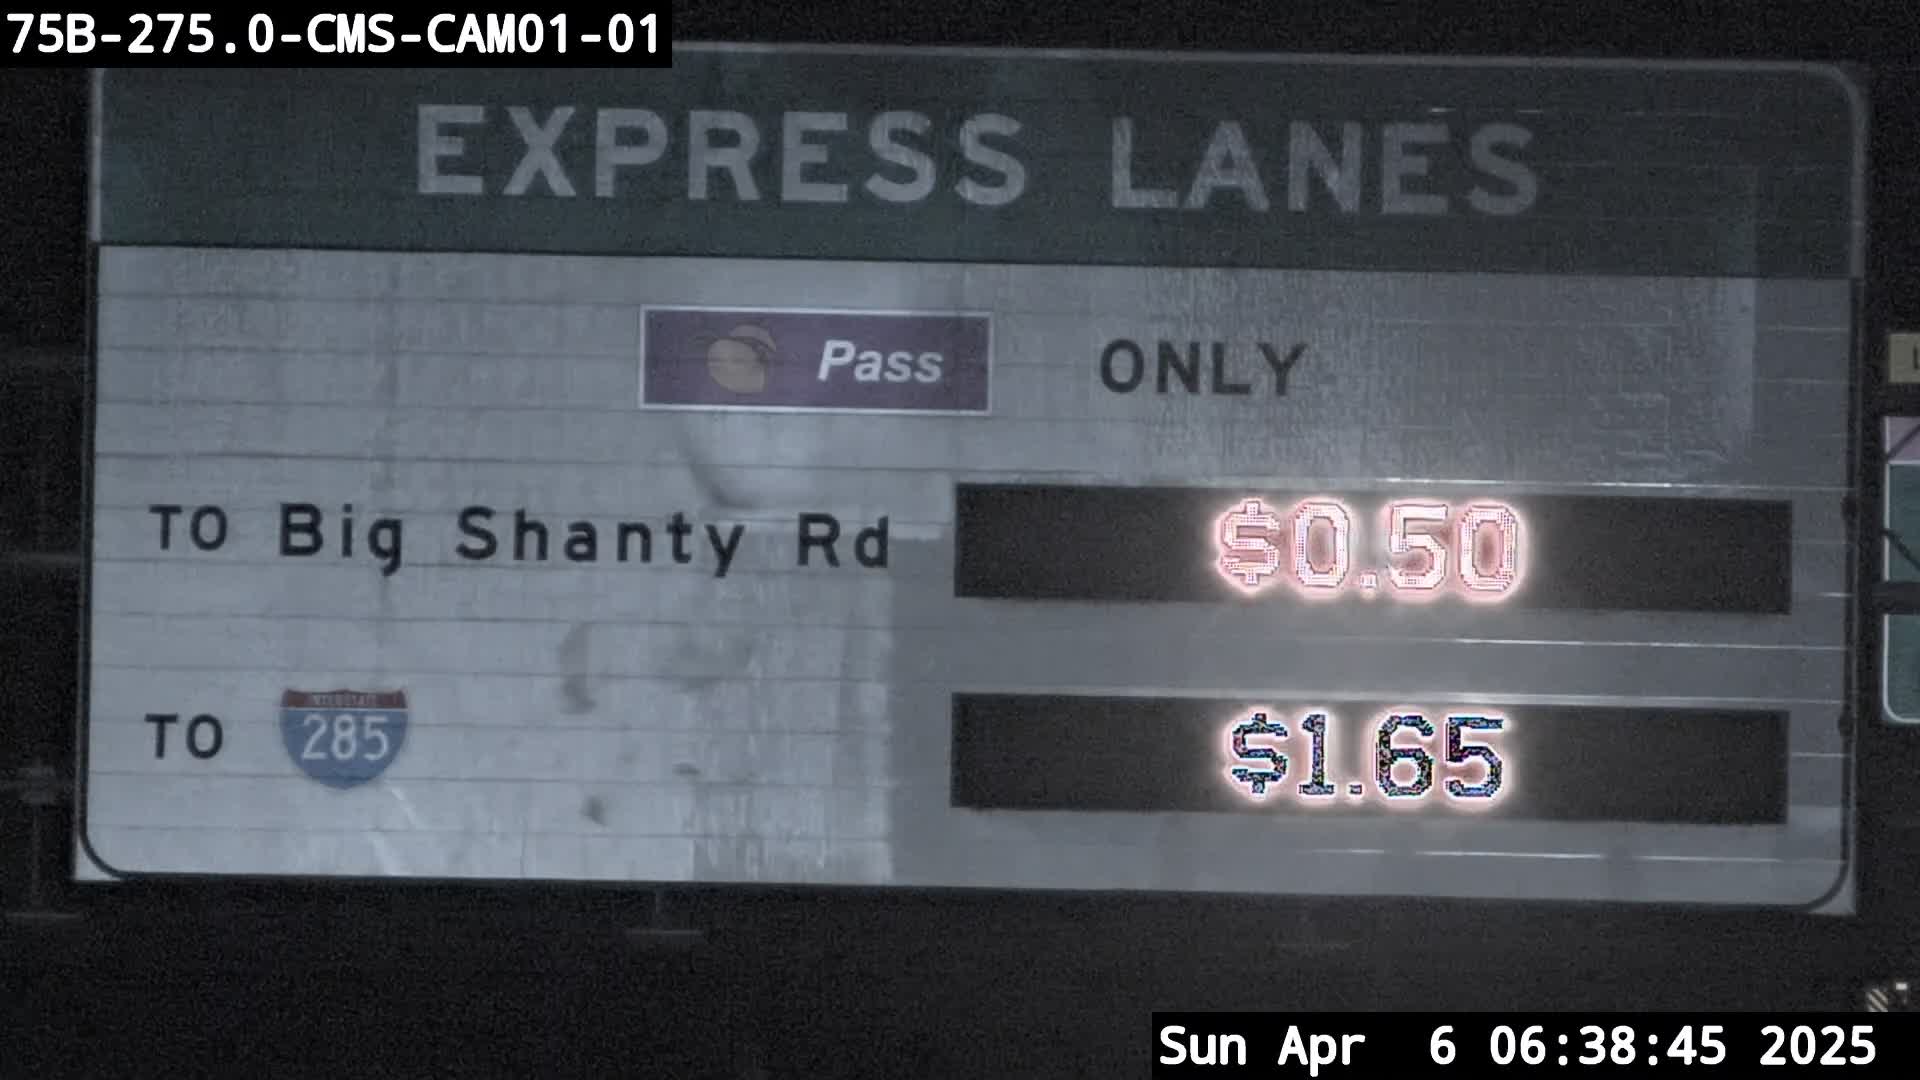 75B-275.0-CMS-CAM01-01
EXPRESS LANES
Pass ONLY
TO Big Shanty Rd $0.50
TO INTERSTATE 285 $1.65
Sun Apr 6 06:38:45 2025